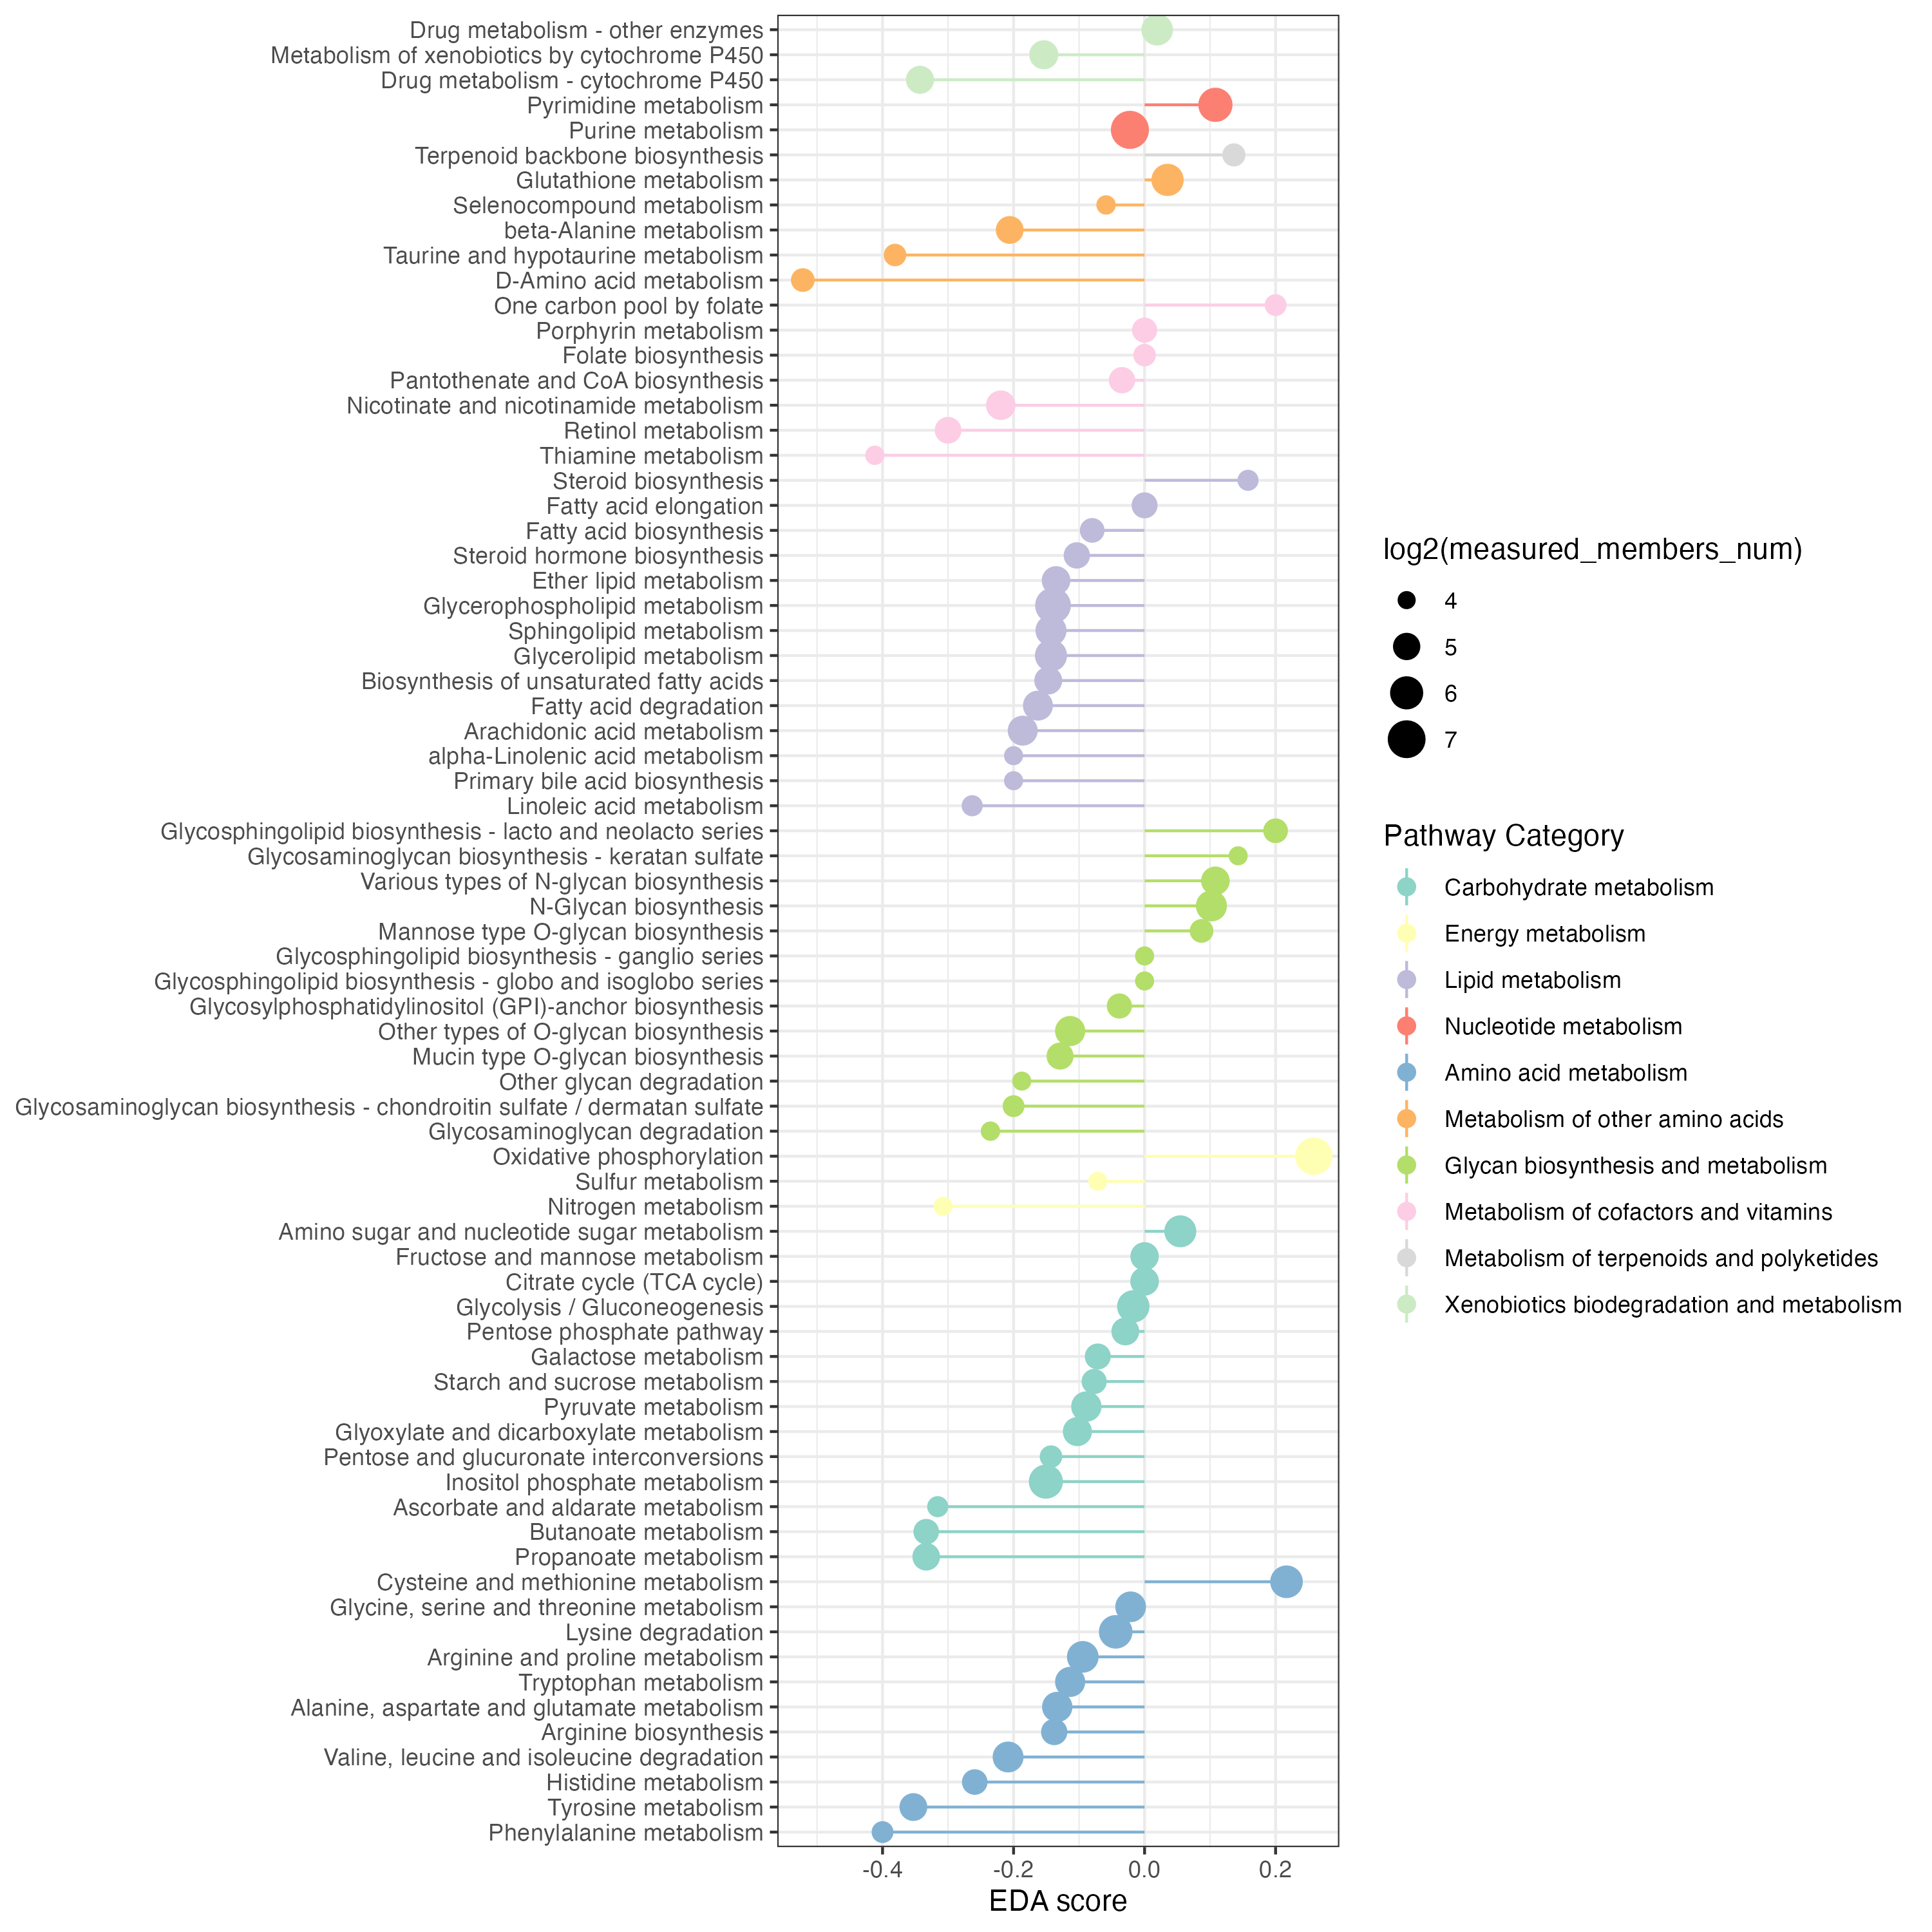 Drug metabolism - other enzymes
Metabolism of xenobiotics by cytochrome P450
Drug metabolism - cytochrome P450
Pyrimidine metabolism
Purine metabolism
Terpenoid backbone biosynthesis
Glutathione metabolism
Selenocompound metabolism
beta-Alanine metabolism
Taurine and hypotaurine metabolism
D-Amino acid metabolism
One carbon pool by folate
Porphyrin metabolism
Folate biosynthesis
Pantothenate and CoA biosynthesis
Nicotinate and nicotinamide metabolism
Retinol metabolism
Thiamine metabolism
Steroid biosynthesis
Fatty acid elongation
Fatty acid biosynthesis
Steroid hormone biosynthesis
Ether lipid metabolism
Glycerophospholipid metabolism
Sphingolipid metabolism
Glycerolipid metabolism
Biosynthesis of unsaturated fatty acids
Fatty acid degradation
Arachidonic acid metabolism
alpha-Linolenic acid metabolism
Primary bile acid biosynthesis
Linoleic acid metabolism
Glycosphingolipid biosynthesis - lacto and neolacto series
Glycosaminoglycan biosynthesis - keratan sulfate
Various types of N-glycan biosynthesis
N-Glycan biosynthesis
Mannose type O-glycan biosynthesis
Glycosphingolipid biosynthesis - ganglio series
Glycosphingolipid biosynthesis - globo and isoglobo series
Glycosylphosphatidylinositol (GPI)-anchor biosynthesis
Other types of O-glycan biosynthesis
Mucin type O-glycan biosynthesis
Other glycan degradation
Glycosaminoglycan biosynthesis - chondroitin sulfate / dermatan sulfate
Glycosaminoglycan degradation
Oxidative phosphorylation
Sulfur metabolism
Nitrogen metabolism
Amino sugar and nucleotide sugar metabolism
Fructose and mannose metabolism
Citrate cycle (TCA cycle)
Glycolysis / Gluconeogenesis
Pentose phosphate pathway
Galactose metabolism
Starch and sucrose metabolism
Pyruvate metabolism
Glyoxylate and dicarboxylate metabolism
Pentose and glucuronate interconversions
Inositol phosphate metabolism
Ascorbate and aldarate metabolism
Butanoate metabolism
Propanoate metabolism
Cysteine and methionine metabolism
Glycine, serine and threonine metabolism
Lysine degradation
Arginine and proline metabolism
Tryptophan metabolism
Alanine, aspartate and glutamate metabolism
Arginine biosynthesis
Valine, leucine and isoleucine degradation
Histidine metabolism
Tyrosine metabolism
Phenylalanine metabolism
-0.4 -0.2 0.0 0.2
EDA score
log2(measured_members_num)
4
5
6
7
Pathway Category
Carbohydrate metabolism
Energy metabolism
Lipid metabolism
Nucleotide metabolism
Amino acid metabolism
Metabolism of other amino acids
Glycan biosynthesis and metabolism
Metabolism of cofactors and vitamins
Metabolism of terpenoids and polyketides
Xenobiotics biodegradation and metabolism